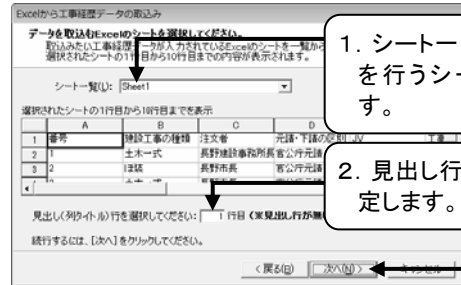 Excelから工事経歴データの取込み
データを取込むExcelのシートを選択してください。
取込みたい工事経歴データが入力されているExcelのシートを一覧から
選択されたシートの1行目から10行目までの内容が表示されます。
シート一覧(L): Sheet1
選択されたシートの1行目から10行目までを表示
A B C D
1 番号 建設工事の種類 注文者 元請・下請の区別 JV 工事
2 1 土木一式 長野建設事務所長 官公庁元請
3 2 ほ装 長野市長 官公庁元請
見出し(列タイトル)行を選択してください: 1 行目 (※見出し行が無
続行するには、[次へ]をクリックしてください。
< 戻る(B) 次へ(N) >
1. シート一
を行うシー
す。
2. 見出し行
定します。